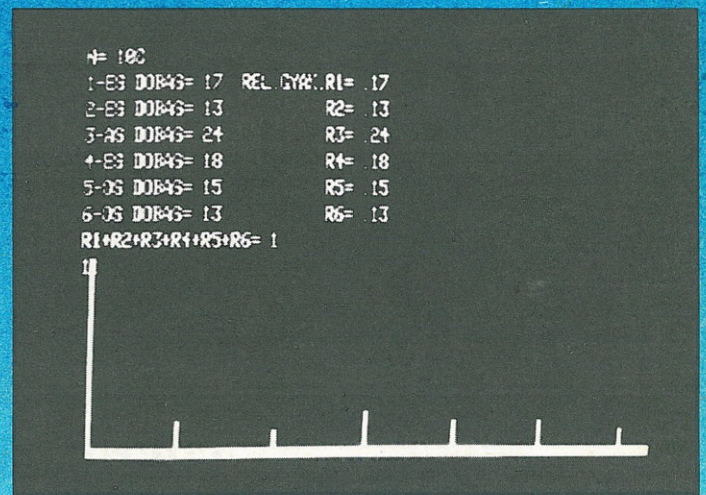 N= 100
1-ES DOBAS= 17 REL.GYAK.R1= .17
2-ES DOBAS= 13 R2= .13
3-AS DOBAS= 24 R3= .24
4-ES DOBAS= 18 R4= .18
5-OS DOBAS= 15 R5= .15
6-OS DOBAS= 13 R6= .13
R1+R2+R3+R4+R5+R6= 1